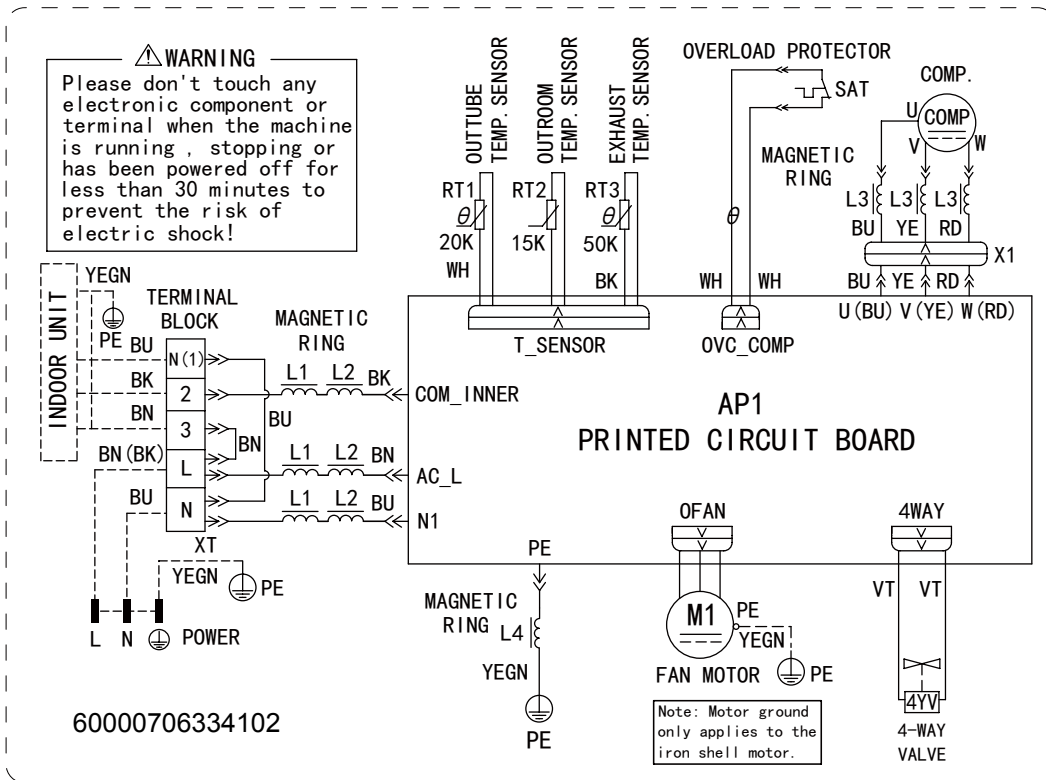 WARNING
Please don't touch any
electronic component or
terminal when the machine
is running , stopping or
has been powered off for
less than 30 minutes to
prevent the risk of
electric shock!
OUTTUBE
TEMP. SENSOR
OUTROOM
TEMP. SENSOR
EXHAUST
TEMP. SENSOR
RT1
RT2
RT3
θ
θ
20K
15K
50K
WH
BK
T_SENSOR
OVERLOAD PROTECTOR
SAT
θ
WH
WH
OVC_COMP
COMP.
COMP
U
V
W
MAGNETIC
RING
L3
L3
L3
BU
YE
RD
X1
BU
YE
RD
U(BU)
V(YE)
W(RD)
INDOOR UNIT
YEGN
PE
TERMINAL
BLOCK
BU
N(1)
BK
2
BN
3
BN(BK)
L
BU
N
XT
BU
BN
MAGNETIC
RING
L1
L2
BK
COM_INNER
L1
L2
BN
AC_L
L1
L2
BU
N1
YEGN
PE
L
N
POWER
AP1
PRINTED CIRCUIT BOARD
PE
MAGNETIC
RING
L4
YEGN
PE
OFAN
M1
PE
YEGN
PE
FAN MOTOR
Note: Motor ground
only applies to the
iron shell motor.
4WAY
VT
VT
4YV
4-WAY
VALVE
60000706334102